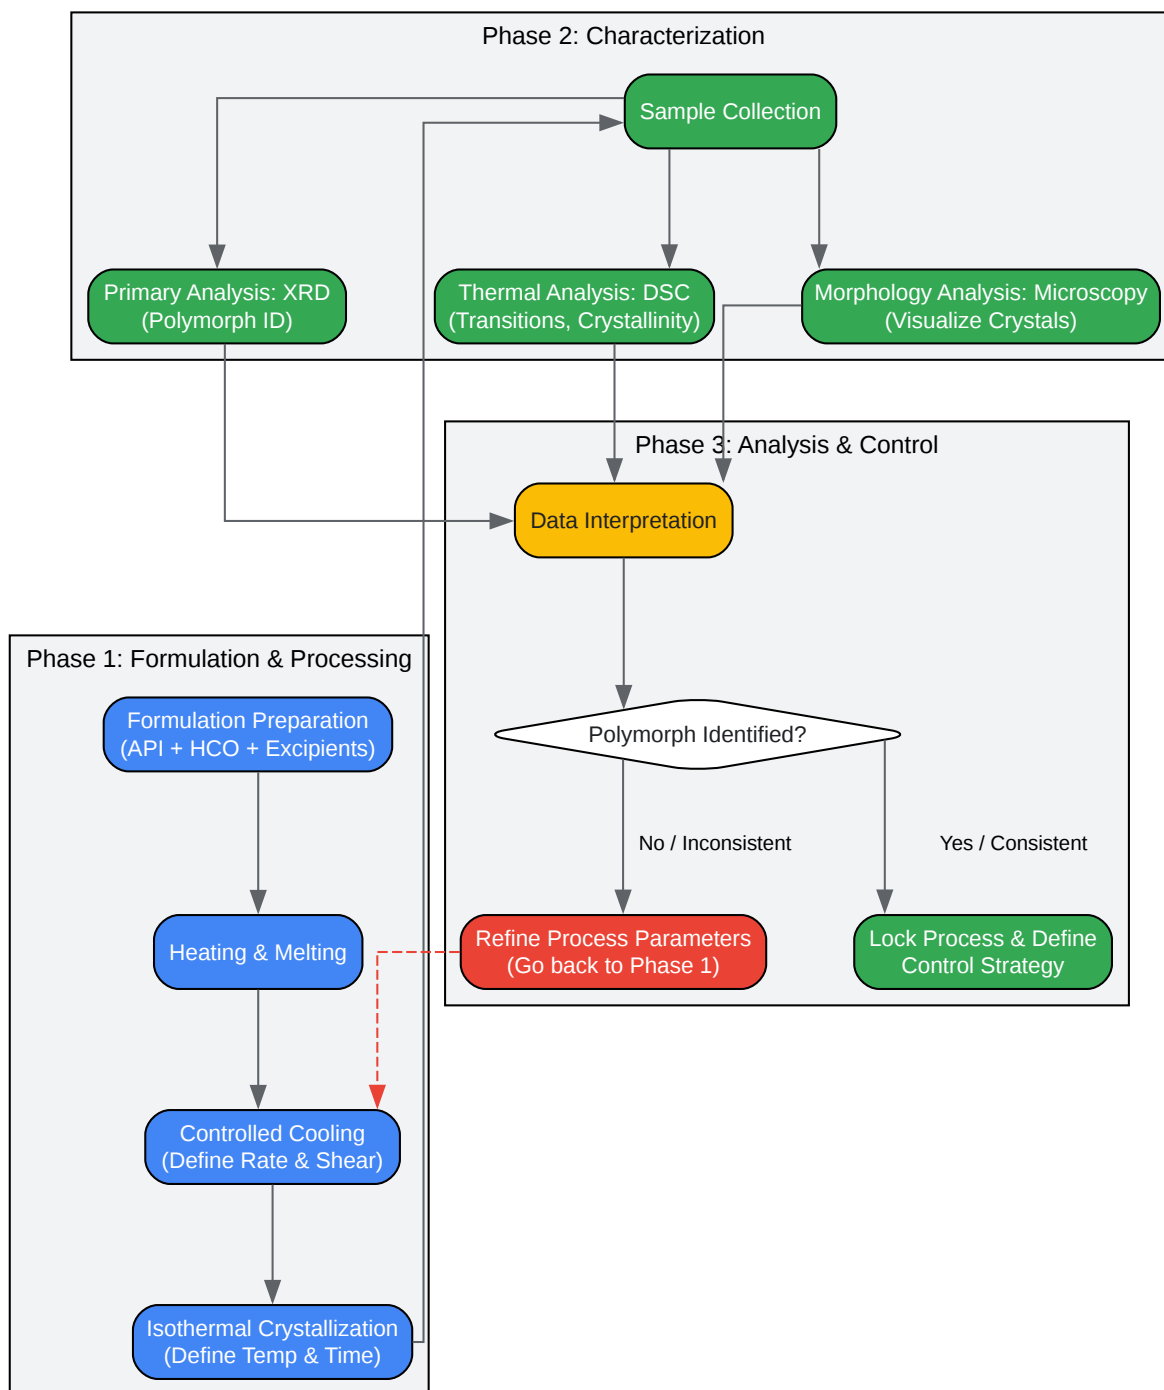 Phase 2: Characterization
Sample Collection
Primary Analysis: XRD
(Polymorph ID)
Thermal Analysis: DSC
(Transitions, Crystallinity)
Morphology Analysis: Microscopy
(Visualize Crystals)
Phase 3: Analysis & Control
Data Interpretation
Polymorph Identified?
No / Inconsistent
Yes / Consistent
Refine Process Parameters
(Go back to Phase 1)
Lock Process & Define
Control Strategy
Phase 1: Formulation & Processing
Formulation Preparation
(API + HCO + Excipients)
Heating & Melting
Controlled Cooling
(Define Rate & Shear)
Isothermal Crystallization
(Define Temp & Time)